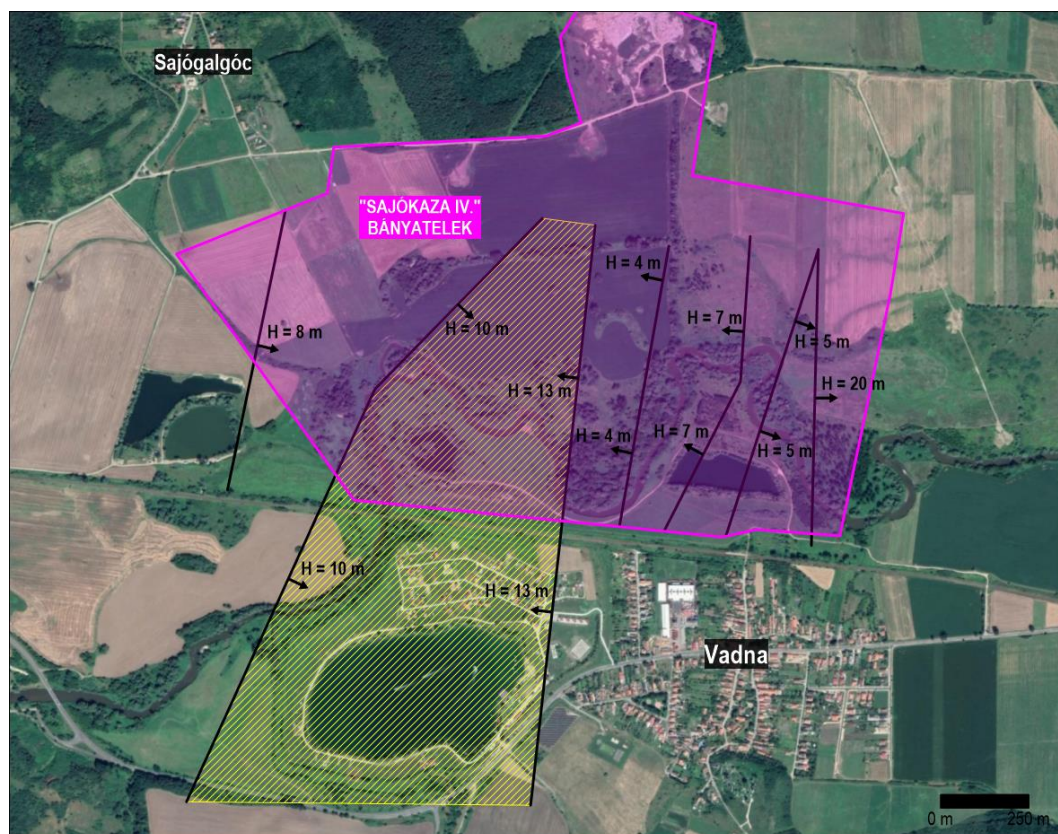 Sajógalgóc
"SAJÓKAZA IV."
BÁNYATELEK
H = 8 m
H = 10 m
H = 4 m
H = 7 m
H = 5 m
H = 13 m
H = 20 m
H = 4 m
H = 7 m
H = 5 m
H = 10 m
H = 13 m
Vadna
0 m 250 m